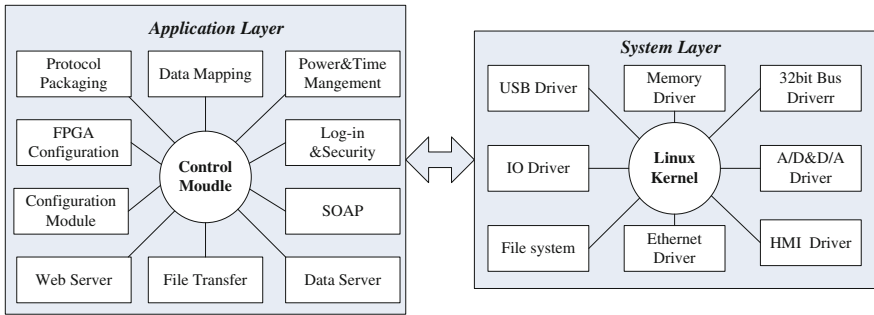 Application Layer
Protocol
Packaging
Data Mapping
Power&Time
Mangement
FPGA
Configuration
Log-in
&Security
Control
Moudle
Configuration
Module
SOAP
Web Server
File Transfer
Data Server
System Layer
USB Driver
Memory
Driver
32bit Bus
Driverr
IO Driver
Linux
Kernel
A/D&D/A
Driver
File system
Ethernet
Driver
HMI Driver